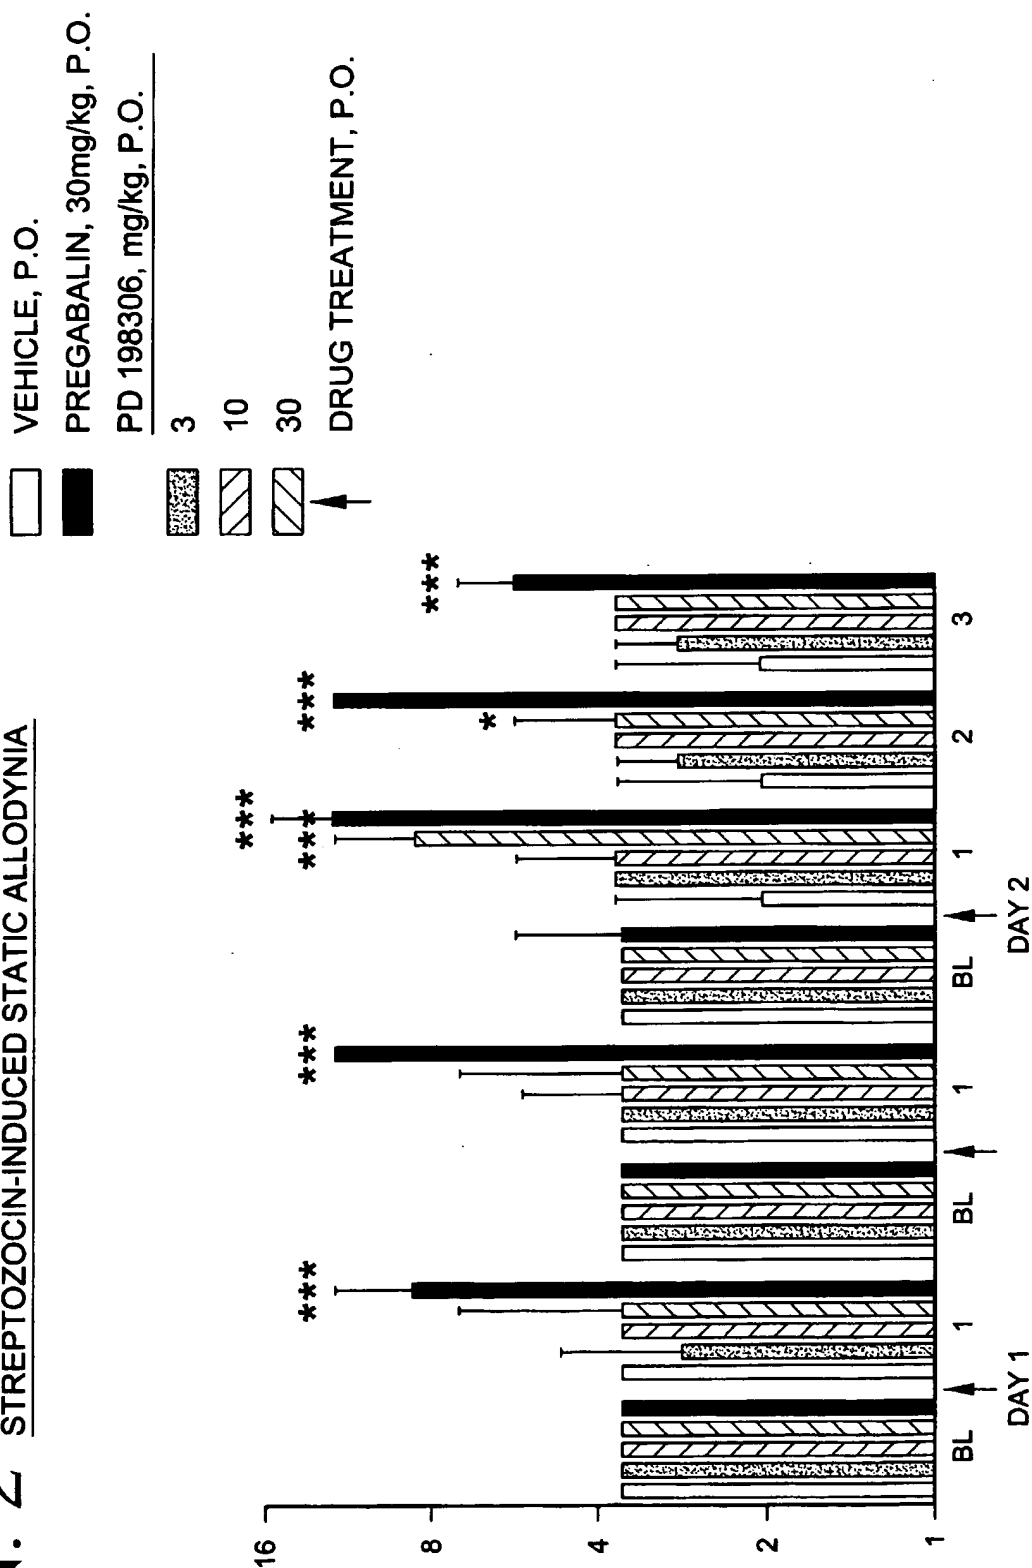 . 2 STREPTOZOCIN-INDUCED STATIC ALLODYNIA
VEHICLE, P.O.
PREGABALIN, 30mg/kg, P.O.
PD 198306, mg/kg, P.O.
3
10
30
DRUG TREATMENT, P.O.
16
8
4
2
1
***
***
***
***
*
***
***
BL 1 BL 1 BL 1 2 3
DAY 1 DAY 2